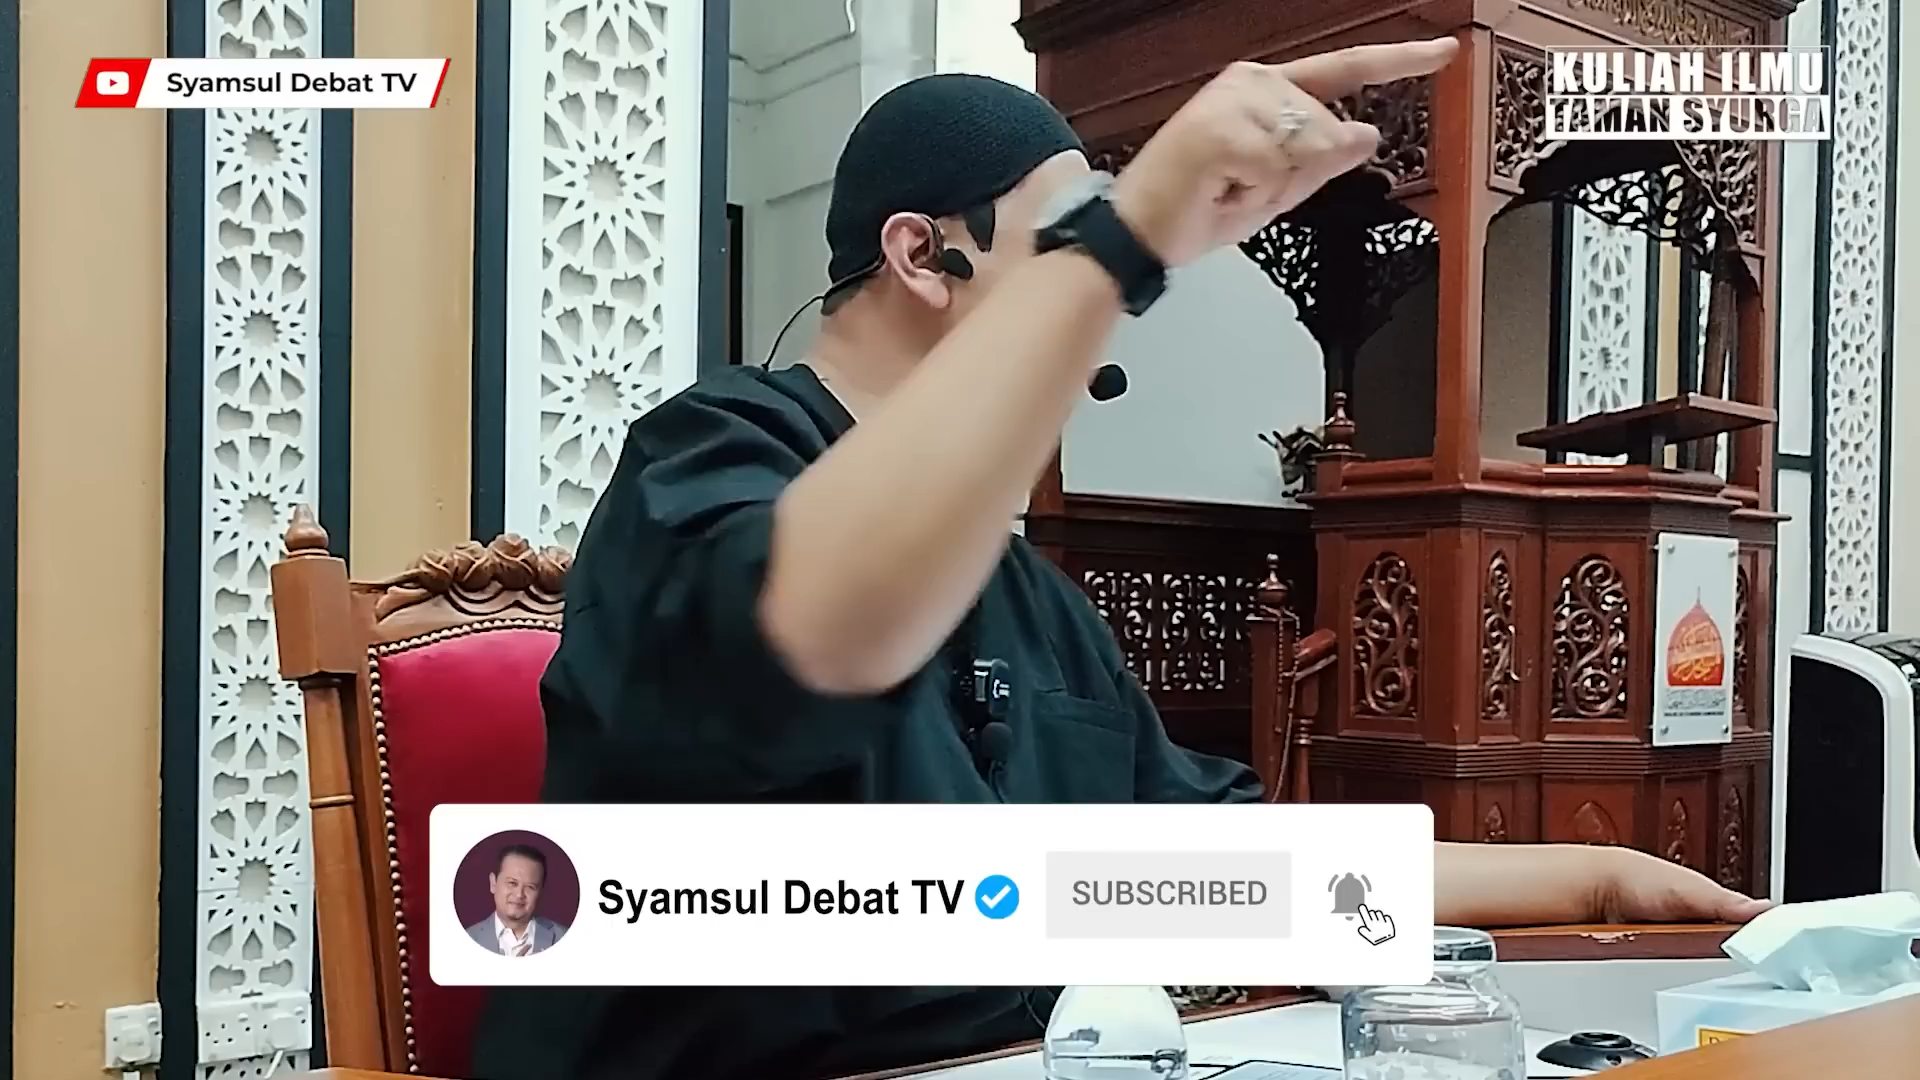 Syamsul Debat TV
KULIAH ILMU
TAMAN SYURGA
Syamsul Debat TV
SUBSCRIBED